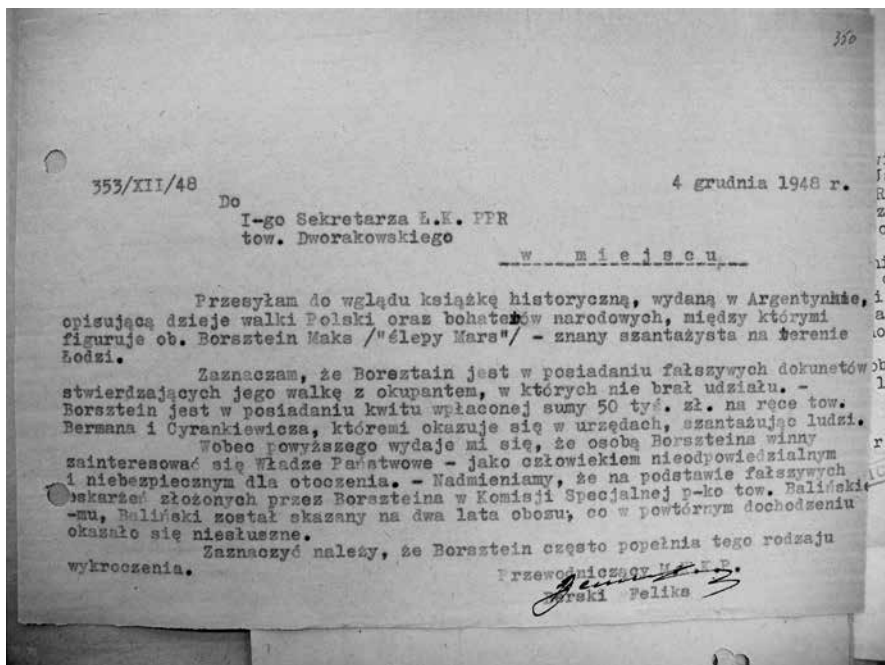 350
353/XII/48 4 grudnia 1948 r.
Do
I-go Sekretarza Ł.K. PPR
tow. Dworakowskiego
w miejscu
Przesyłam do wglądu książkę historyczną, wydaną w Argentynnie,
opisującą dzieje walki Polski oraz bohaterów narodowych, między którymi
figuruje ob. Borsztein Maks /"ślepy Mars"/ - znany szantażysta na terenie
Łodzi.
Zaznaczam, że Boresztain jest w posiadaniu fałszywych dokunetów
stwierdzających jego walkę z okupantem, w których nie brał udziału. -
Borsztein jest w posiadaniu kwitu wpłaconej sumy 50 tyś. zł. na ręce tow.
Bermana i Cyrankiewicza, któremi okazuje się w urzędach, szantażując ludzi.
Wobec powyższego wydaje mi się, że osobą Borszteina winny
zainteresować się Władze Państwowe - jako człowiekiem nieodpowiedzialnym
i niebezpiecznym dla otoczenia. - Nadmieniamy, że na podstawie fałszywych
oskarżeń złożonych przez Borszteina w Komisji Specjalnej p-ko tow. Balińskie
-mu, Baliński został skazany na dwa lata obozu, co w powtórnym dochodzeniu
okazało się niesłuszne.
Zaznaczyć należy, że Borsztein często popełnia tego rodzaju
wykroczenia.
Przewodniczący
Feliks